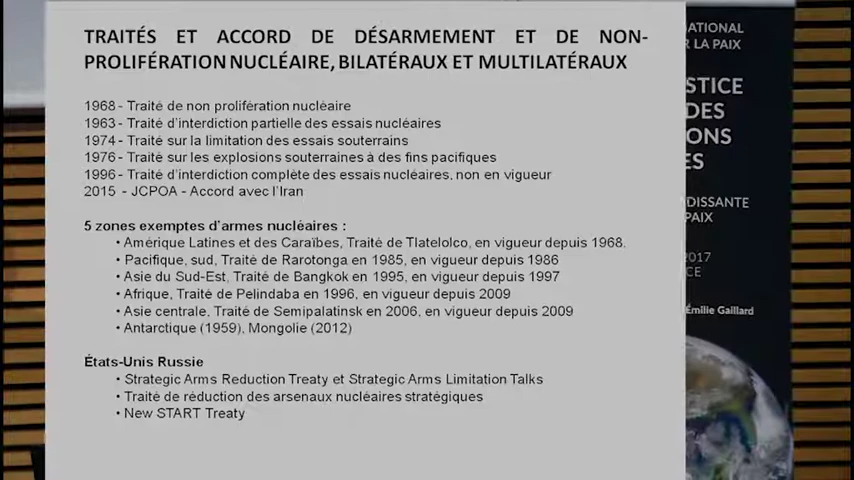 TRAITÉS ET ACCORD DE DÉSARMEMENT ET DE NON-
PROLIFÉRATION NUCLÉAIRE, BILATÉRAUX ET MULTILATÉRAUX
1968 - Traité de non prolifération nucléaire
1963 - Traité d'interdiction partielle des essais nucléaires
1974 - Traité sur la limitation des essais souterrains
1976 - Traité sur les explosions souterraines à des fins pacifiques
1996 - Traité d'interdiction complète des essais nucléaires, non en vigueur
2015 - JCPOA - Accord avec l'Iran
5 zones exemptes d'armes nucléaires :
• Amérique Latines et des Caraïbes, Traité de Tlatelolco, en vigueur depuis 1968.
• Pacifique, sud, Traité de Rarotonga en 1985, en vigueur depuis 1986
• Asie du Sud-Est, Traité de Bangkok en 1995, en vigueur depuis 1997
• Afrique, Traité de Pelindaba en 1996, en vigueur depuis 2009
• Asie centrale, Traité de Semipalatinsk en 2006, en vigueur depuis 2009
• Antarctique (1959), Mongolie (2012)
États-Unis Russie
• Strategic Arms Reduction Treaty et Strategic Arms Limitation Talks
• Traité de réduction des arsenaux nucléaires stratégiques
• New START Treaty
ATIONAL
R LA PAIX
STICE
DES
ONS
ES
DISSANTE
PAIX
2017
CE
Émilie Gaillard